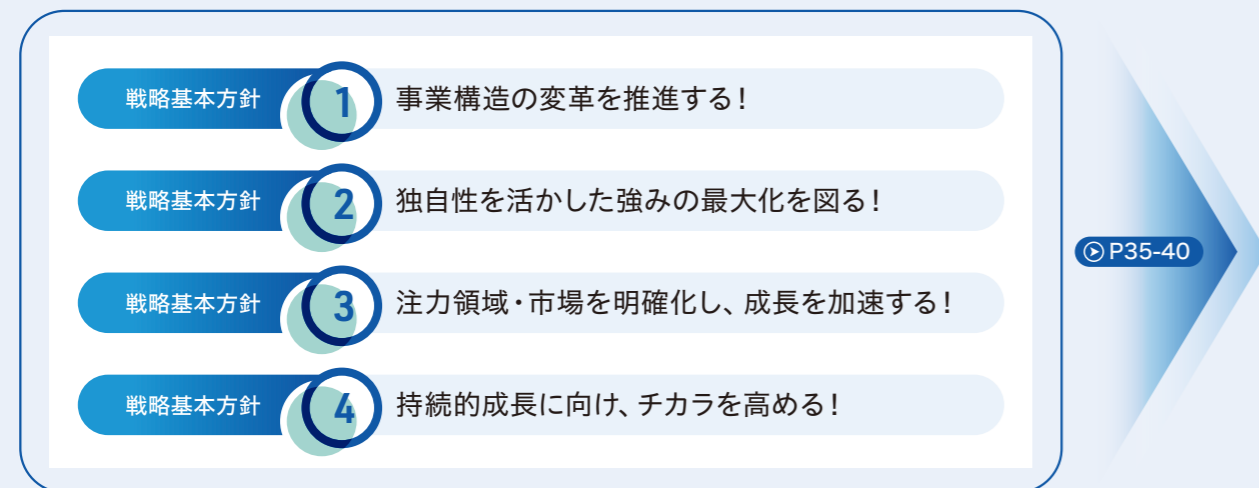 戦略基本方針 1 事業構造の変革を推進する！
戦略基本方針 2 独自性を活かした強みの最大化を図る！
戦略基本方針 3 注力領域・市場を明確化し、成長を加速する！
戦略基本方針 4 持続的成長に向け、チカラを高める！
P35-40